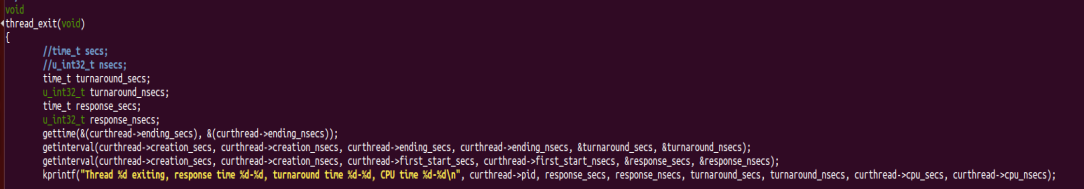 void
thread_exit(void)
{
//time_t secs;
//u_int32_t nsecs;
time_t turnaround_secs;
u_int32_t turnaround_nsecs;
time_t response_secs;
u_int32_t response_nsecs;
gettime(&(curthread->ending_secs), &(curthread->ending_nsecs));
getinterval(curthread->creation_secs, curthread->creation_nsecs, curthread->ending_secs, curthread->ending_nsecs, &turnaround_secs, &turnaround_nsecs);
getinterval(curthread->creation_secs, curthread->creation_nsecs, curthread->first_start_secs, curthread->first_start_nsecs, &response_secs, &response_nsecs);
kprintf("Thread %d exiting, response time %d-%d, turnaround time %d-%d, CPU time %d-%d\n", curthread->pid, response_secs, response_nsecs, turnaround_secs, turnaround_nsecs, curthread->cpu_secs, curthread->cpu_nsecs);